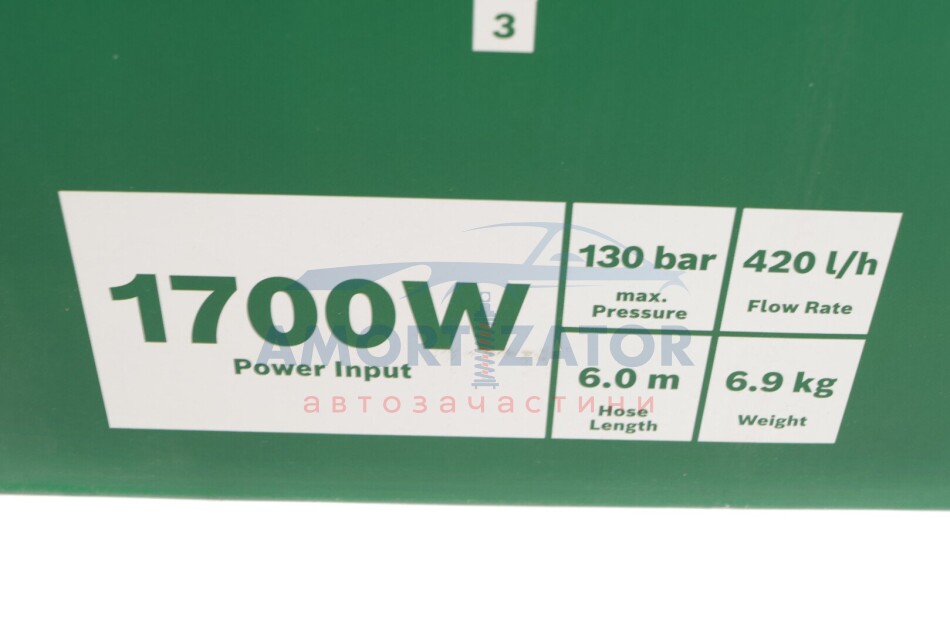 3
1700W
Power Input
130 bar
max.
Pressure
420 l/h
Flow Rate
6.0 m
Hose
Length
6.9 kg
Weight
AMORTIZATOR
автозачастини